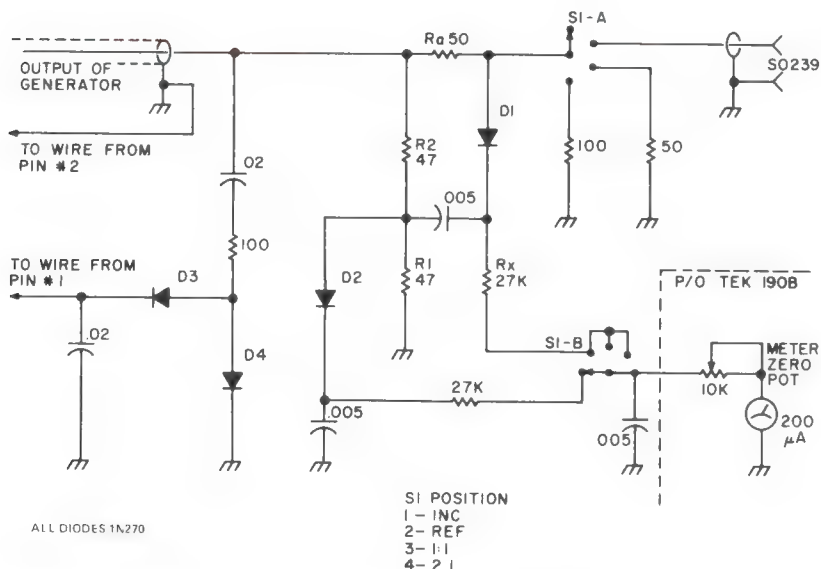 S1-A
Ra 50
SO239
OUTPUT OF
GENERATOR
D1
TO WIRE FROM
PIN #2
R2
47
100
50
.02
.005
100
TO WIRE FROM
PIN #1
D3
D2
R1
47
Rx
27K
P/O TEK 190B
S1-B
.02
D4
METER
ZERO
POT
10K
27K
.005
.005
200
µA
S1 POSITION
1- INC
2- REF
3- 1:1
4- 2:1
ALL DIODES 1N270